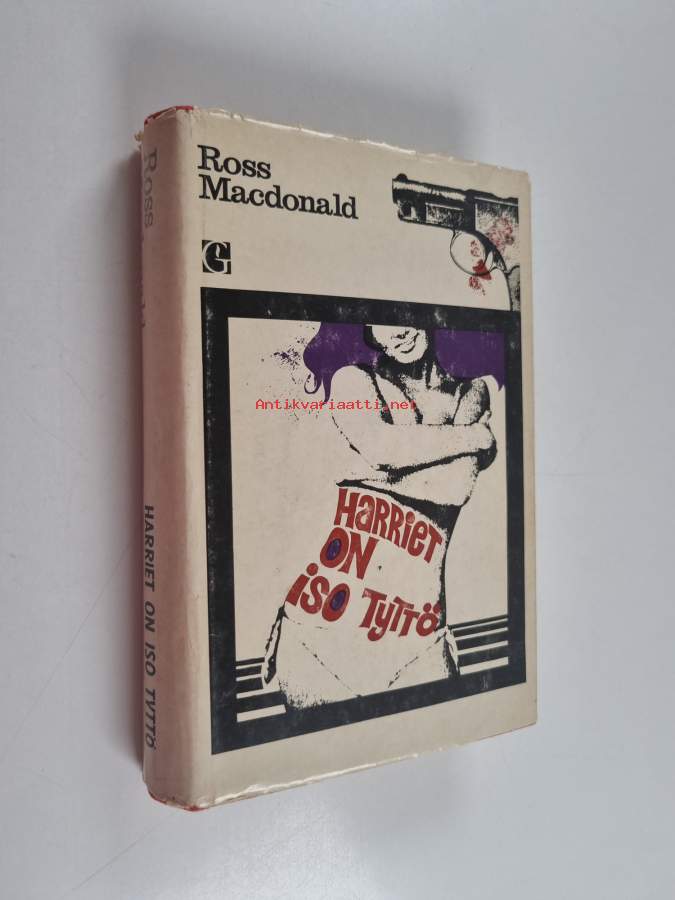 Ross
Macdonald
G
Antikvariaatti.net
Harriet
ON
iso Tyttö
Ross
HARRIET ON ISO TYTTÖ